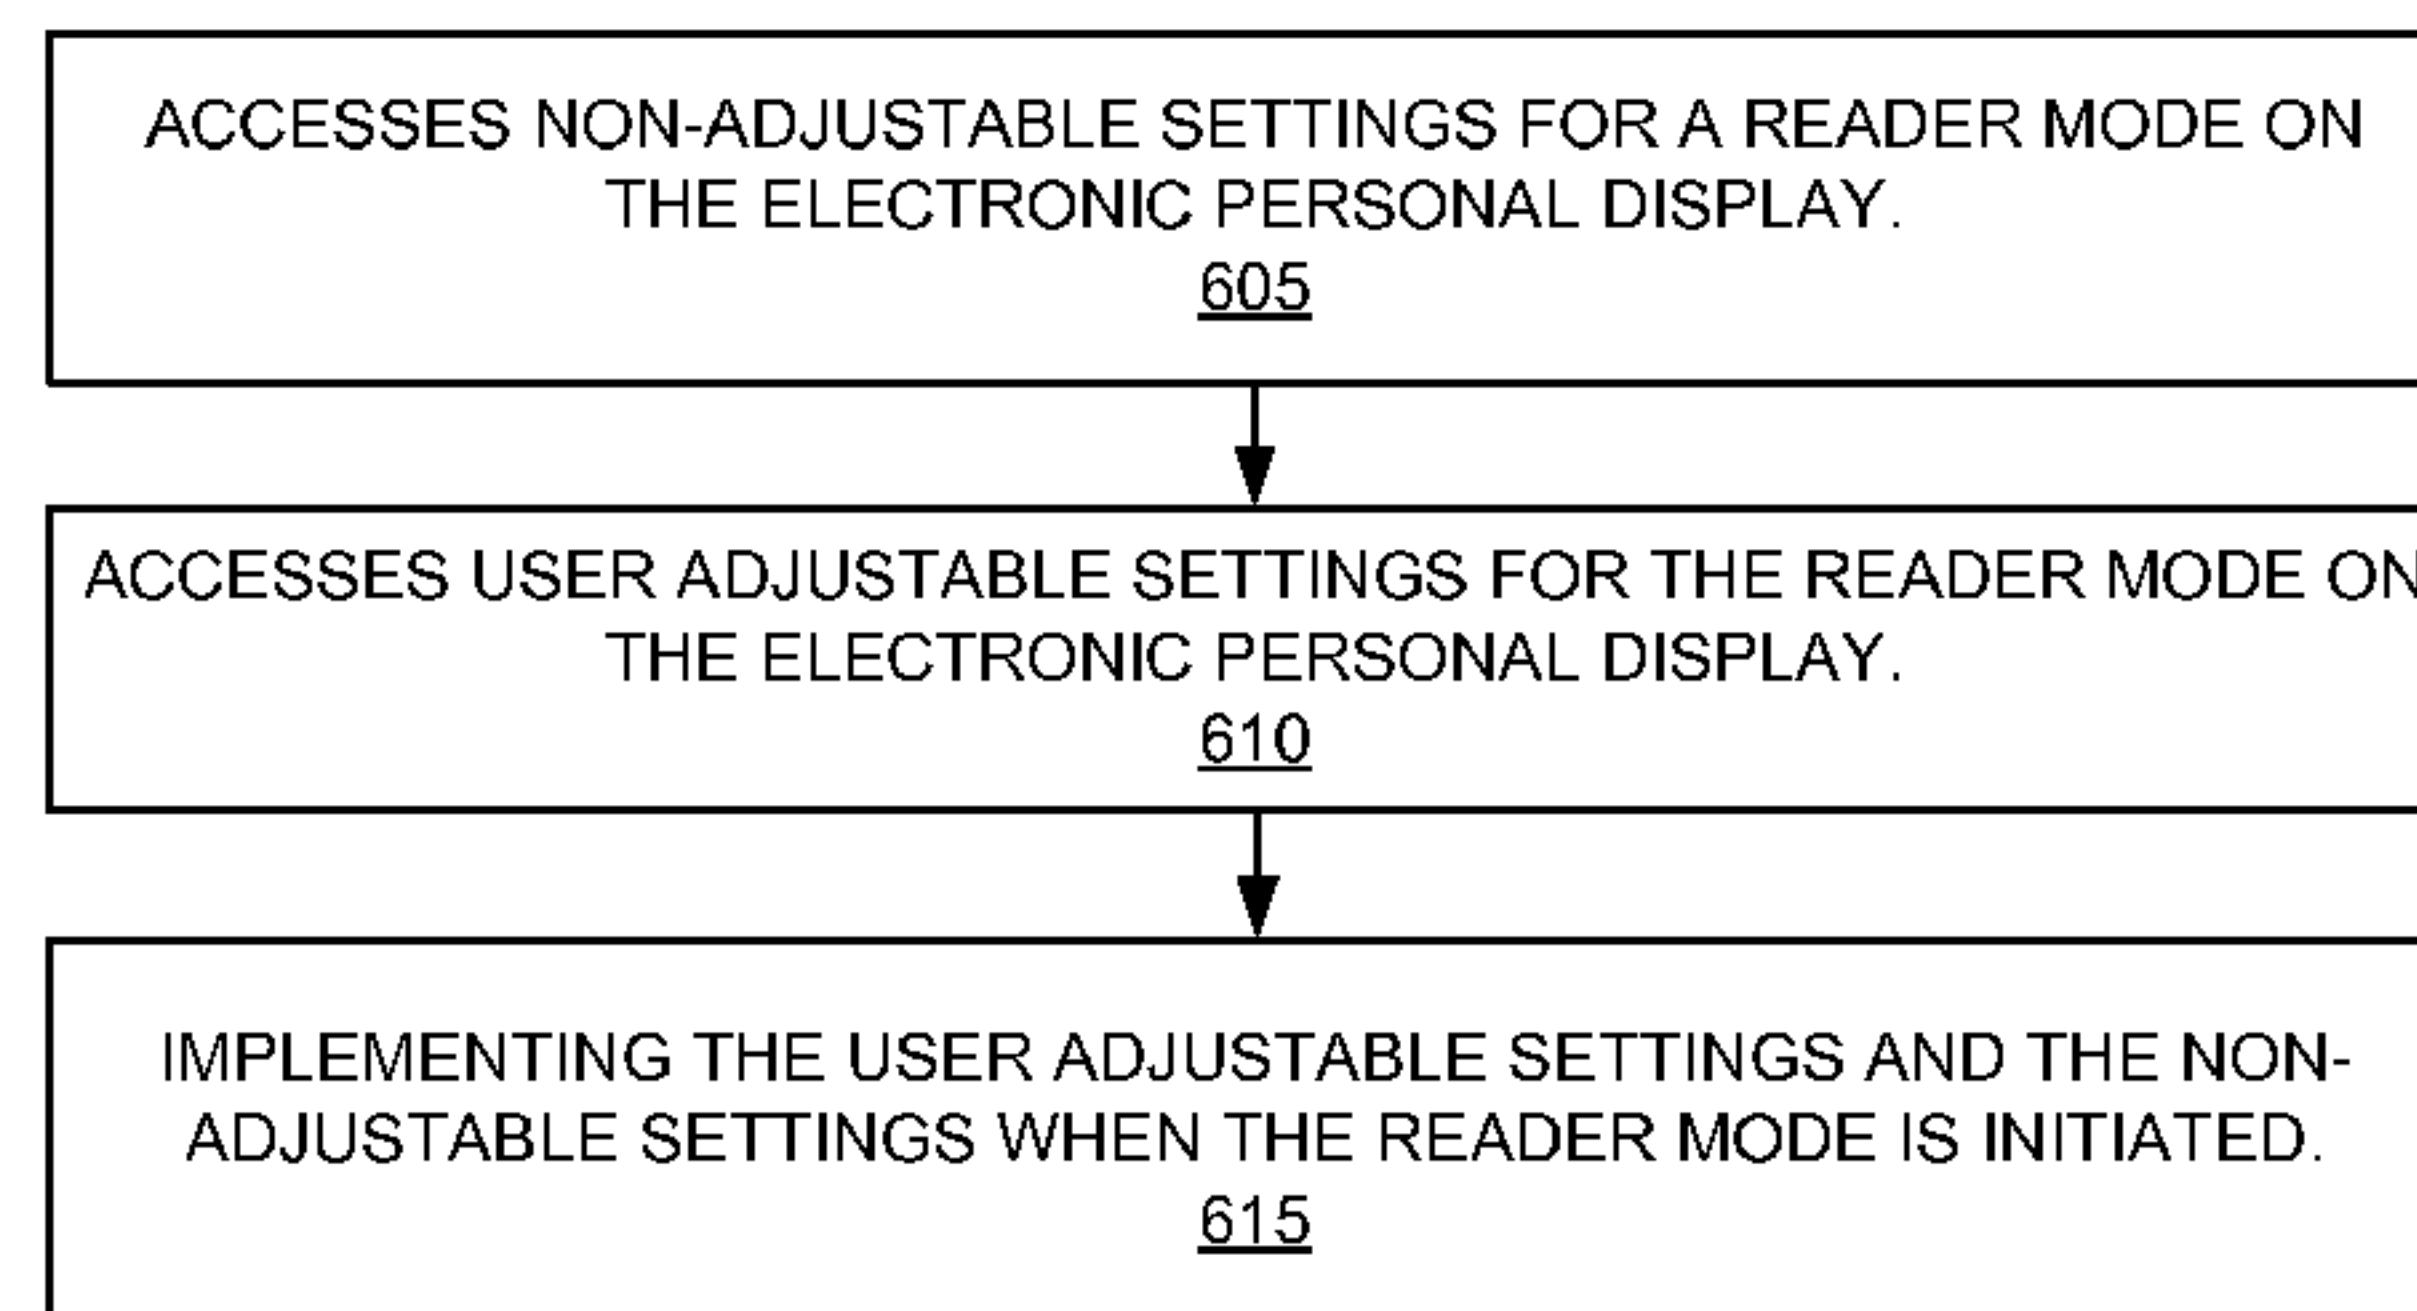 ACCESSES NON-ADJUSTABLE SETTINGS FOR A READER MODE ON
THE ELECTRONIC PERSONAL DISPLAY.
605
ACCESSES USER ADJUSTABLE SETTINGS FOR THE READER MODE ON
THE ELECTRONIC PERSONAL DISPLAY.
610
IMPLEMENTING THE USER ADJUSTABLE SETTINGS AND THE NON-
ADJUSTABLE SETTINGS WHEN THE READER MODE IS INITIATED.
615